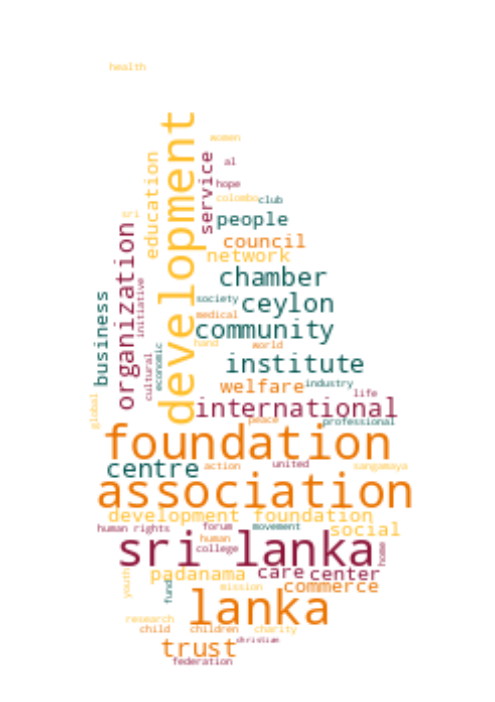 health
development
women
education
service
al
hope
colombo
club
sri
people
organization
council
network
chamber
initiative
business
society
ceylon
medical
community
hand
world
economic
cultural
institute
welfare
industry
life
global
international
peace
professional
foundation
centre
action
united
sangamaya
association
development foundation
human rights
forum
movement
social
human
sri lanka
college
home
youth
padanama
care
center
fund
mission
commerce
lanka
research
child
children
charity
trust
christian
federation